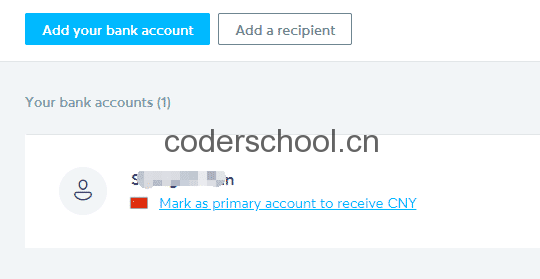 Add your bank account
Add a recipient
Your bank accounts (1)
coderschool.cn
Mark as primary account to receive CNY